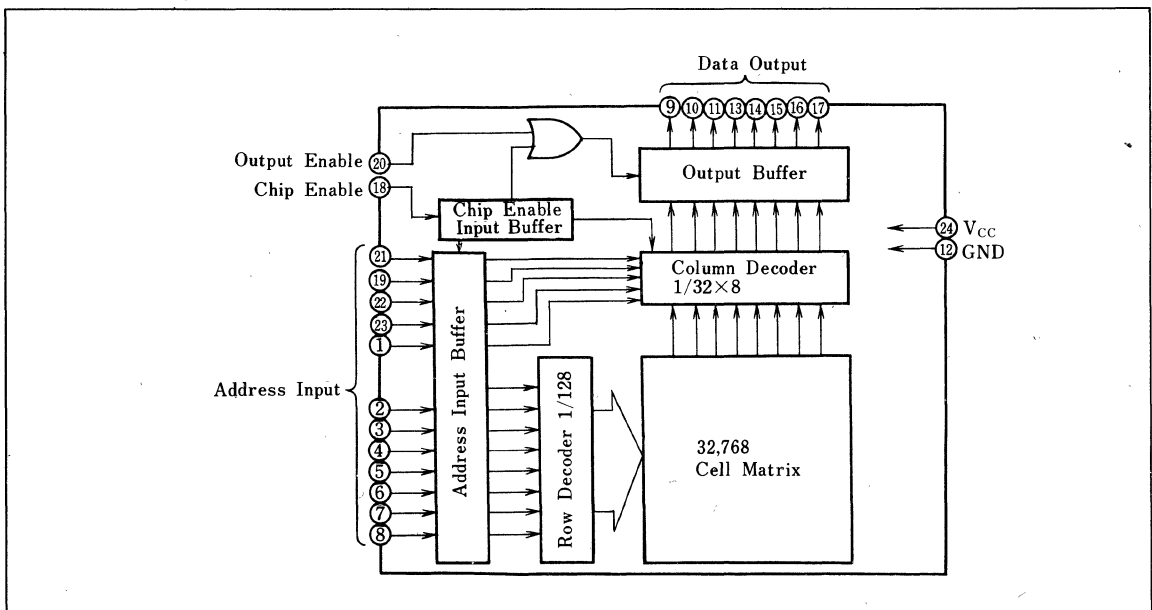 Data Output
9 10 11 13 14 15 16 17
Output Enable 20
Chip Enable 18
Output Buffer
Chip Enable
Input Buffer
24 VCC
12 GND
Column Decoder
1/32×8
21
19
22
23
1
Address Input
2
3
4
5
6
7
8
Address Input Buffer
Row Decoder 1/128
32,768
Cell Matrix